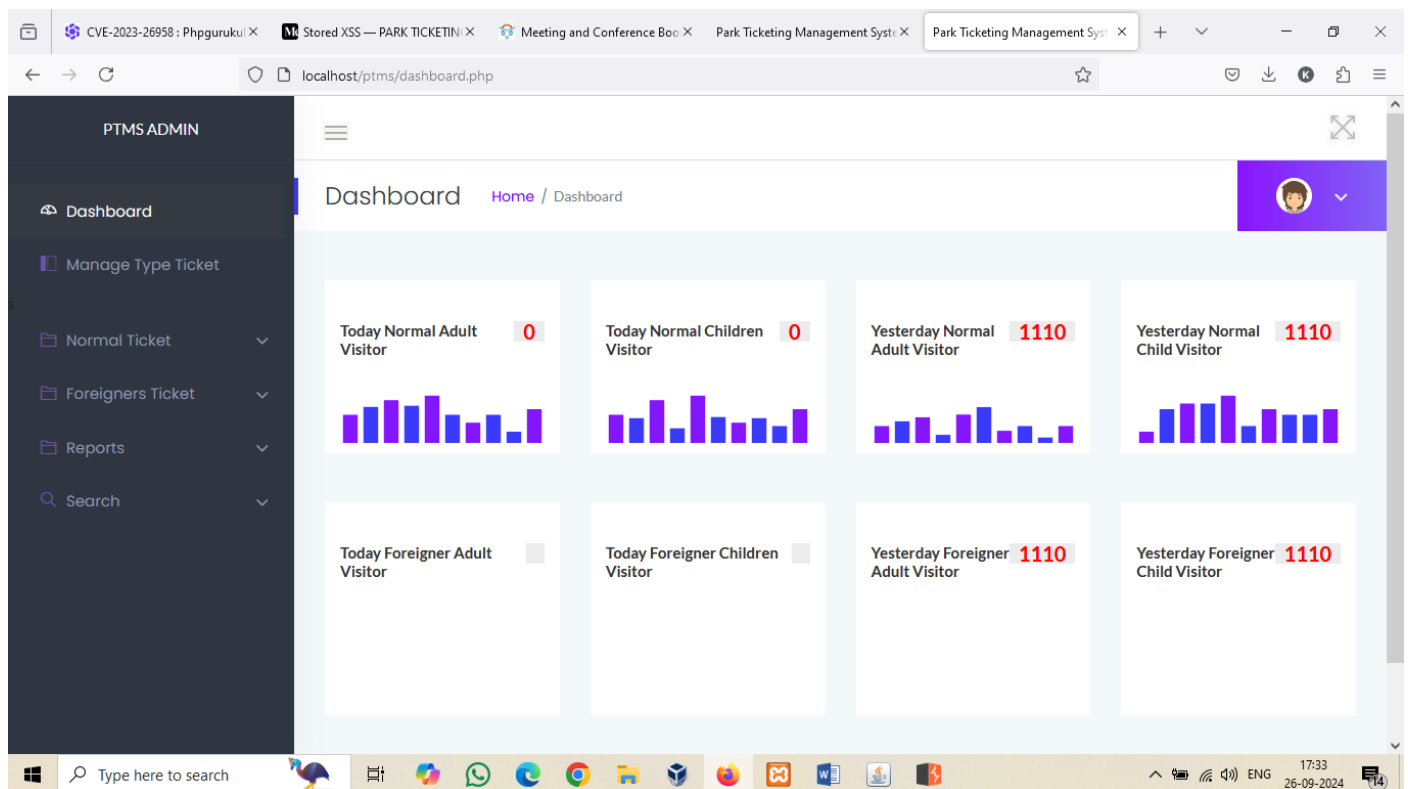 CVE-2023-26958 : Phpgurukul
Stored XSS — PARK TICKETING
Meeting and Conference Boo
Park Ticketing Management Syste
Park Ticketing Management Syst
localhost/ptms/dashboard.php
K
PTMS ADMIN
Dashboard
Home / Dashboard
Dashboard
Manage Type Ticket
s
Normal Ticket
Foreigners Ticket
Reports
Search
Today Normal Adult
Visitor
0
Today Normal Children
Visitor
0
Yesterday Normal
Adult Visitor
1110
Yesterday Normal
Child Visitor
1110
Today Foreigner Adult
Visitor
Today Foreigner Children
Visitor
Yesterday Foreigner
Adult Visitor
1110
Yesterday Foreigner
Child Visitor
1110
Type here to search
ENG
17:33
26-09-2024
14